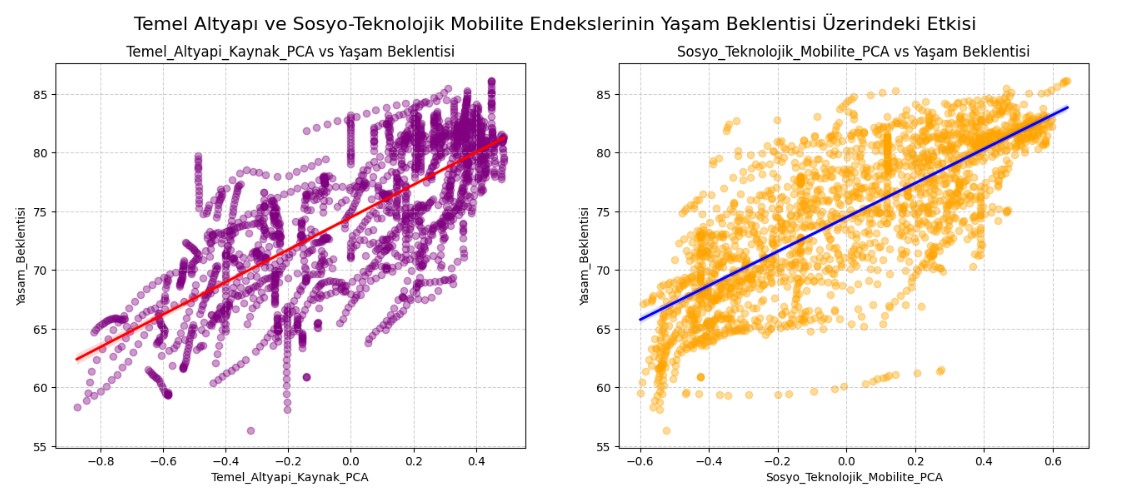 Temel Altyapı ve Sosyo-Teknolojik Mobilite Endekslerinin Yaşam Beklentisi Üzerindeki Etkisi
Temel_Altyapi_Kaynak_PCA vs Yaşam Beklentisi
85
80
75
70
65
60
55
Yasam_Beklentisi
−0.8 −0.6 −0.4 −0.2 0.0 0.2 0.4
Temel_Altyapi_Kaynak_PCA
Sosyo_Teknolojik_Mobilite_PCA vs Yaşam Beklentisi
85
80
75
70
65
60
55
Yasam_Beklentisi
−0.6 −0.4 −0.2 0.0 0.2 0.4 0.6
Sosyo_Teknolojik_Mobilite_PCA